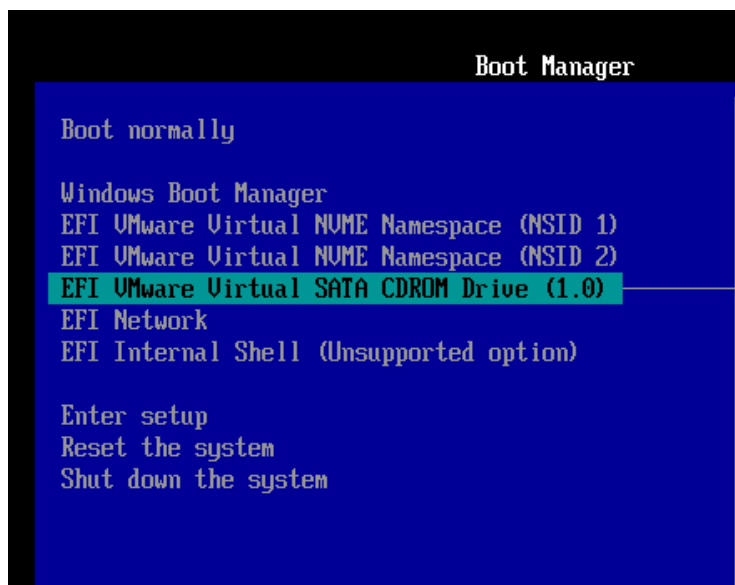 Boot Manager
Boot normally
Windows Boot Manager
EFI VMware Virtual NVME Namespace (NSID 1)
EFI VMware Virtual NVME Namespace (NSID 2)
EFI VMware Virtual SATA CDROM Drive (1.0)
EFI Network
EFI Internal Shell (Unsupported option)
Enter setup
Reset the system
Shut down the system